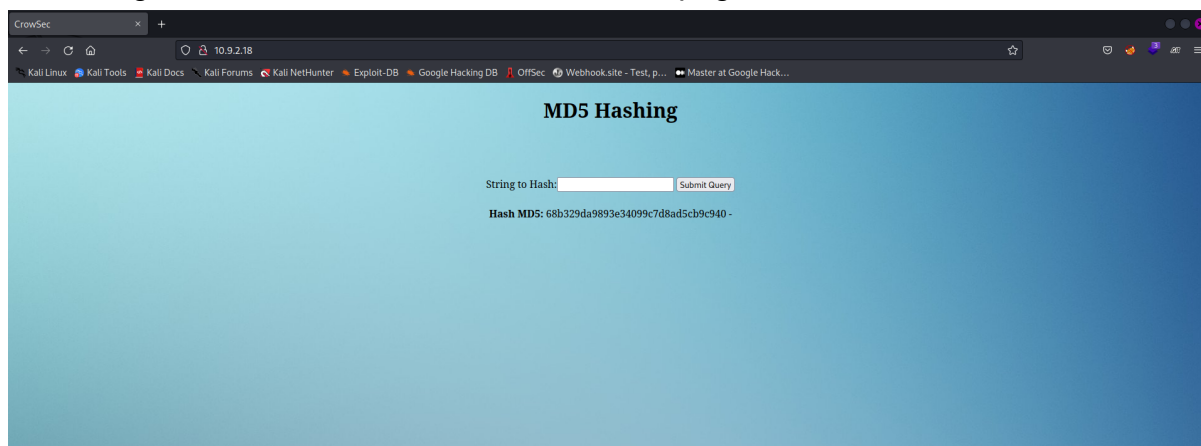 CrowSec
10.9.2.18
Kali Linux Kali Tools Kali Docs Kali Forums Kali NetHunter Exploit-DB Google Hacking DB OffSec Webhook.site - Test, p... Master at Google Hack...
MD5 Hashing
String to Hash: Submit Query
Hash MD5: 68b329da9893e34099c7d8ad5cb9c940 -